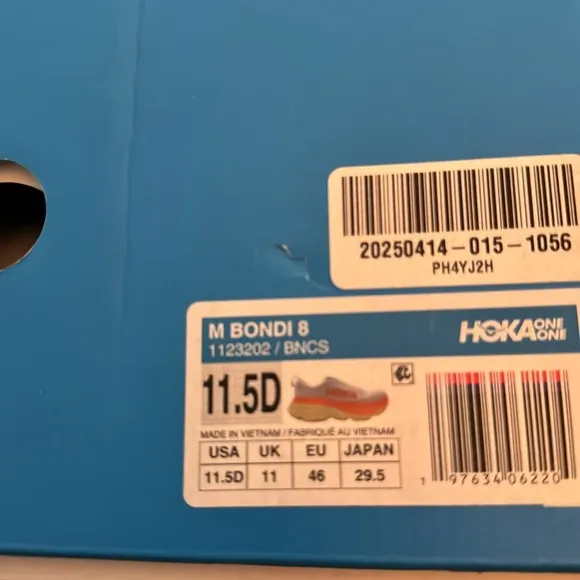 20250414-015-1056
PH4YJ2H
M BONDI 8
HOKA ONE ONE
1123202 / BNCS
11.5D
MADE IN VIETNAM / FABRIQUÉ AU VIETNAM
USA UK EU JAPAN
11.5D 11 46 29.5
1 97634 06220